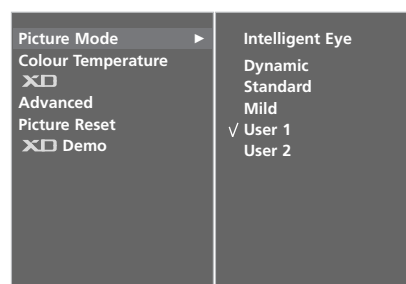 Picture Mode ►
Colour Temperature
XD
Advanced
Picture Reset
XD Demo
Intelligent Eye
Dynamic
Standard
Mild
√ User 1
User 2